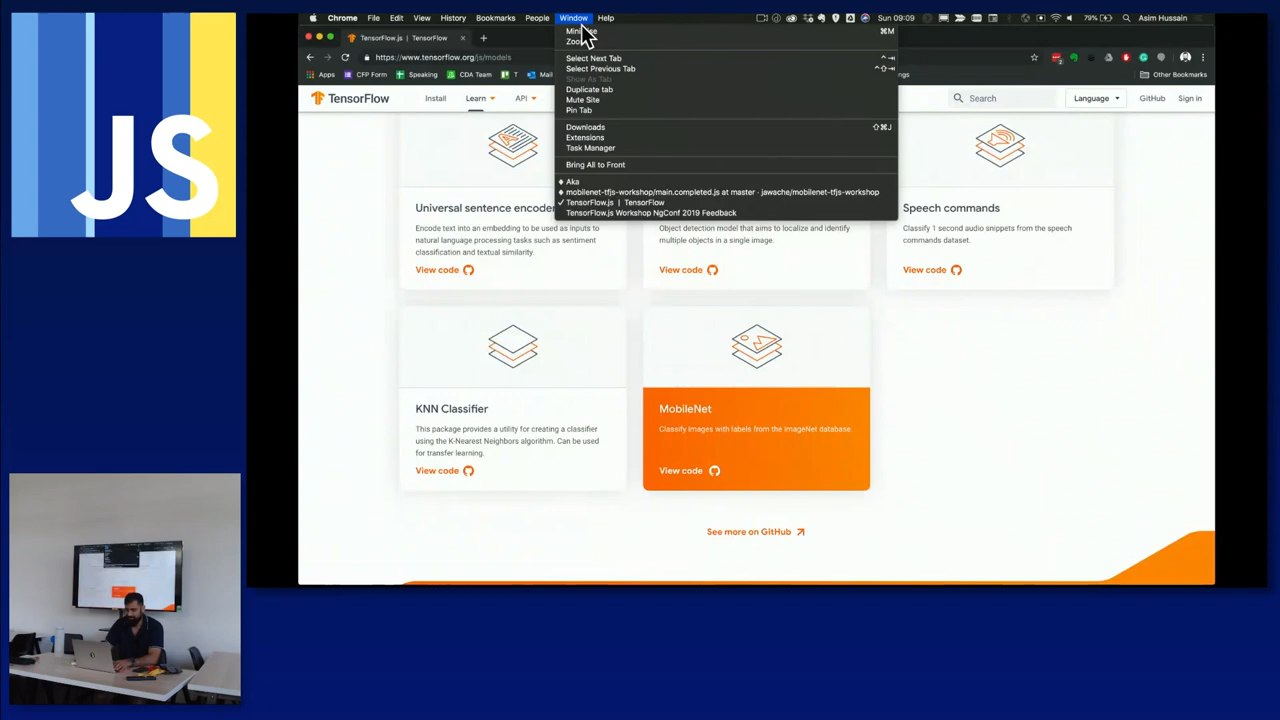 JS
Chrome File Edit View History Bookmarks People Window Help
79% Sun 09:09 Asim Hussain
TensorFlow.js | TensorFlow
https://www.tensorflow.org/js/models
Apps CFP Form Speaking CDA Team T Mail
Other Bookmarks
TensorFlow Install Learn API
Search Language GitHub Sign in
⌘M
Select Next Tab
Select Previous Tab
Show As Tab
Duplicate tab
Mute Site
Pin Tab
Downloads ⇧⌘J
Extensions
Task Manager
Bring All to Front
Aka
mobilenet-tfjs-workshop/main.completed.js at master · jawache/mobilenet-tfjs-workshop
TensorFlow.js | TensorFlow
TensorFlow.js Workshop NgConf 2019 Feedback
Universal sentence encoder
Encode text into an embedding to be used as inputs to
natural language processing tasks such as sentiment
classification and textual similarity.
View code
Object detection model that aims to localize and identify
multiple objects in a single image.
View code
Speech commands
Classify 1 second audio snippets from the speech
commands dataset.
View code
KNN Classifier
This package provides a utility for creating a classifier
using the K-Nearest Neighbors algorithm. Can be used
for transfer learning.
View code
MobileNet
Classify images with labels from the ImageNet database.
View code
See more on GitHub